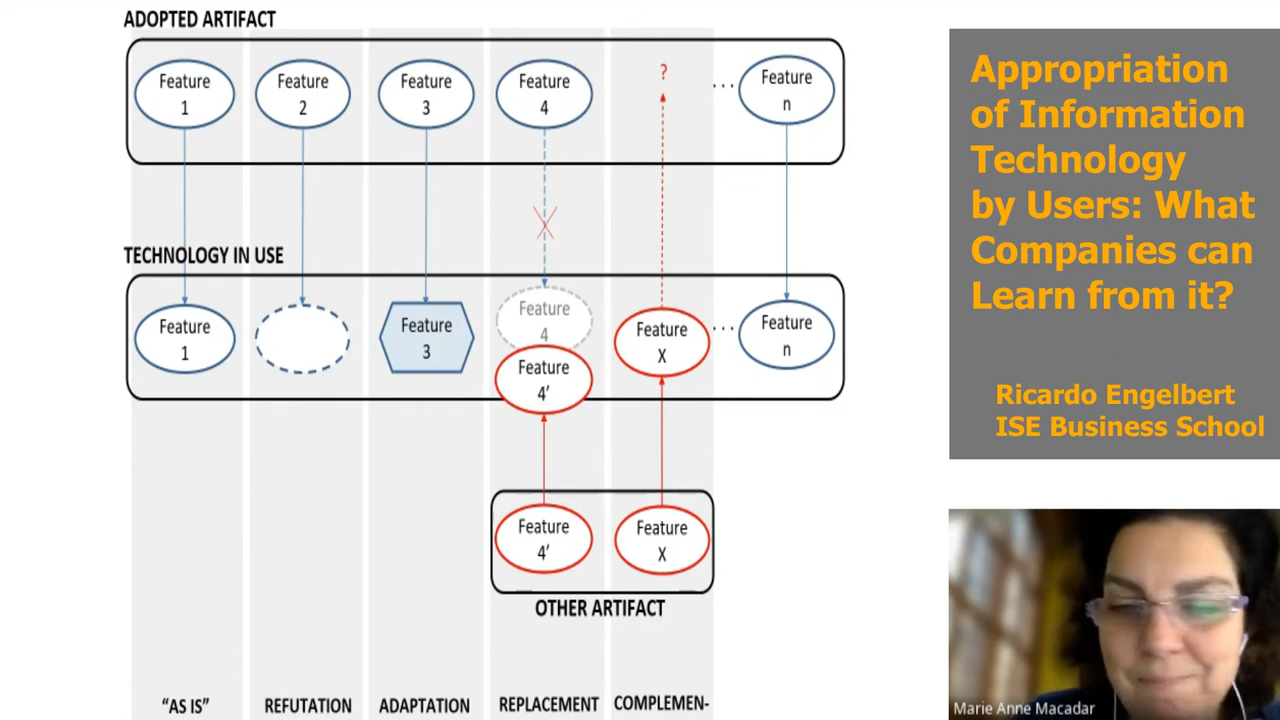 ADOPTED ARTIFACT
Feature
1
Feature
2
Feature
3
Feature
4
?
...
Feature
n
TECHNOLOGY IN USE
Feature
1
Feature
3
Feature
4
Feature
4’
Feature
X
...
Feature
n
Feature
4’
Feature
X
OTHER ARTIFACT
“AS IS”
REFUTATION
ADAPTATION
REPLACEMENT
COMPLEMEN-
Appropriation
of Information
Technology
by Users: What
Companies can
Learn from it?
Ricardo Engelbert
ISE Business School
Marie Anne Macadar